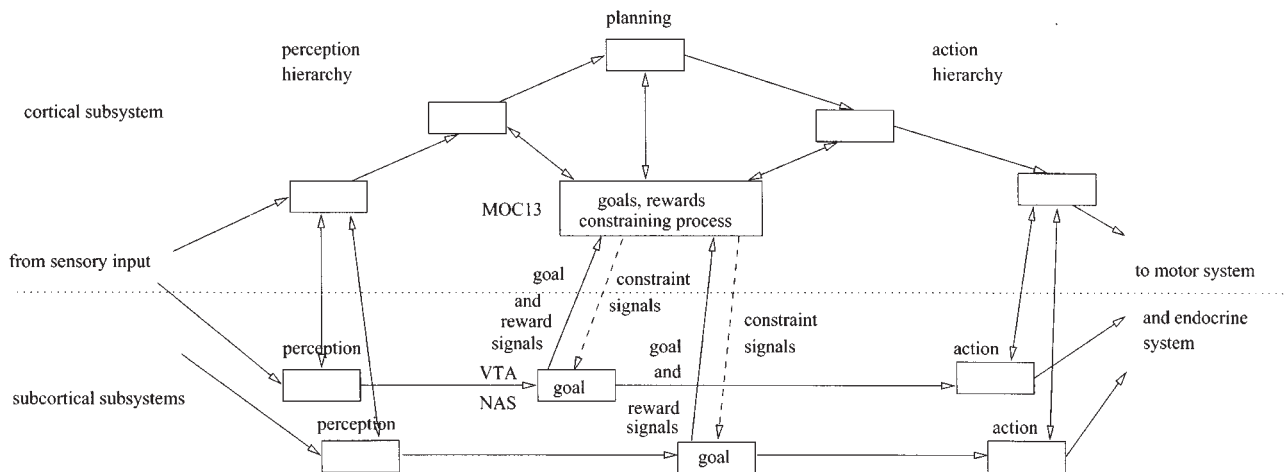 planning
perception
hierarchy
action
hierarchy
cortical subsystem
MOC13
goals, rewards
constraining process
from sensory input
goal
and
reward
signals
constraint
signals
to motor system
constraint
signals
and endocrine
system
perception
VTA
NAS
goal
goal
and
reward
signals
action
subcortical subsystems
perception
goal
action